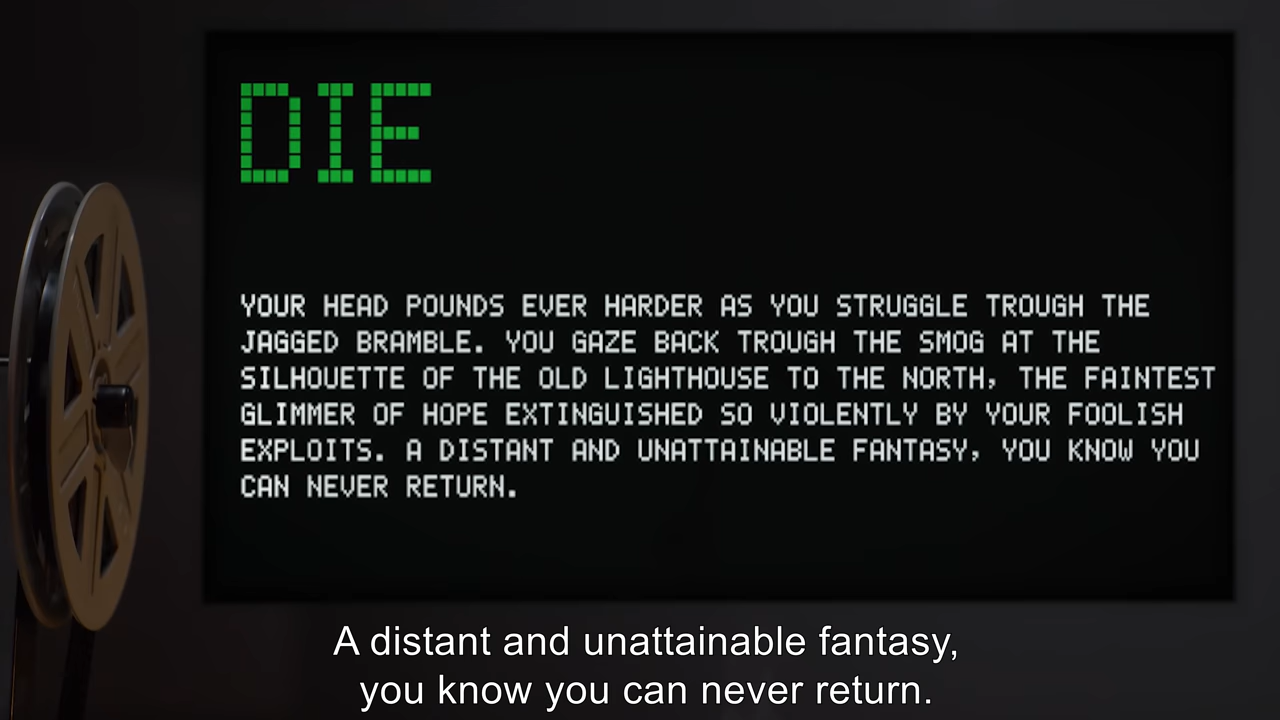 DIE
YOUR HEAD POUNDS EVER HARDER AS YOU STRUGGLE TROUGH THE
JAGGED BRAMBLE. YOU GAZE BACK TROUGH THE SMOG AT THE
SILHOUETTE OF THE OLD LIGHTHOUSE TO THE NORTH, THE FAINTEST
GLIMMER OF HOPE EXTINGUISHED SO VIOLENTLY BY YOUR FOOLISH
EXPLOITS. A DISTANT AND UNATTAINABLE FANTASY, YOU KNOW YOU
CAN NEVER RETURN.
A distant and unattainable fantasy,
you know you can never return.